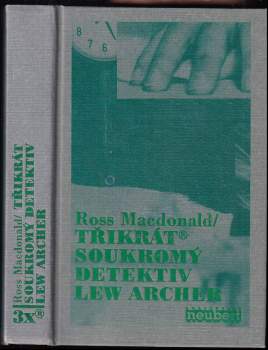 8
7
6
Ross Macdonald/
TŘIKRÁT®
SOUKROMÝ
DETEKTIV
LEW ARCHER
neubert
3x®
Ross Macdonald/
TŘIKRÁT
SOUKROMÝ
DETEKTIV
LEW ARCHER